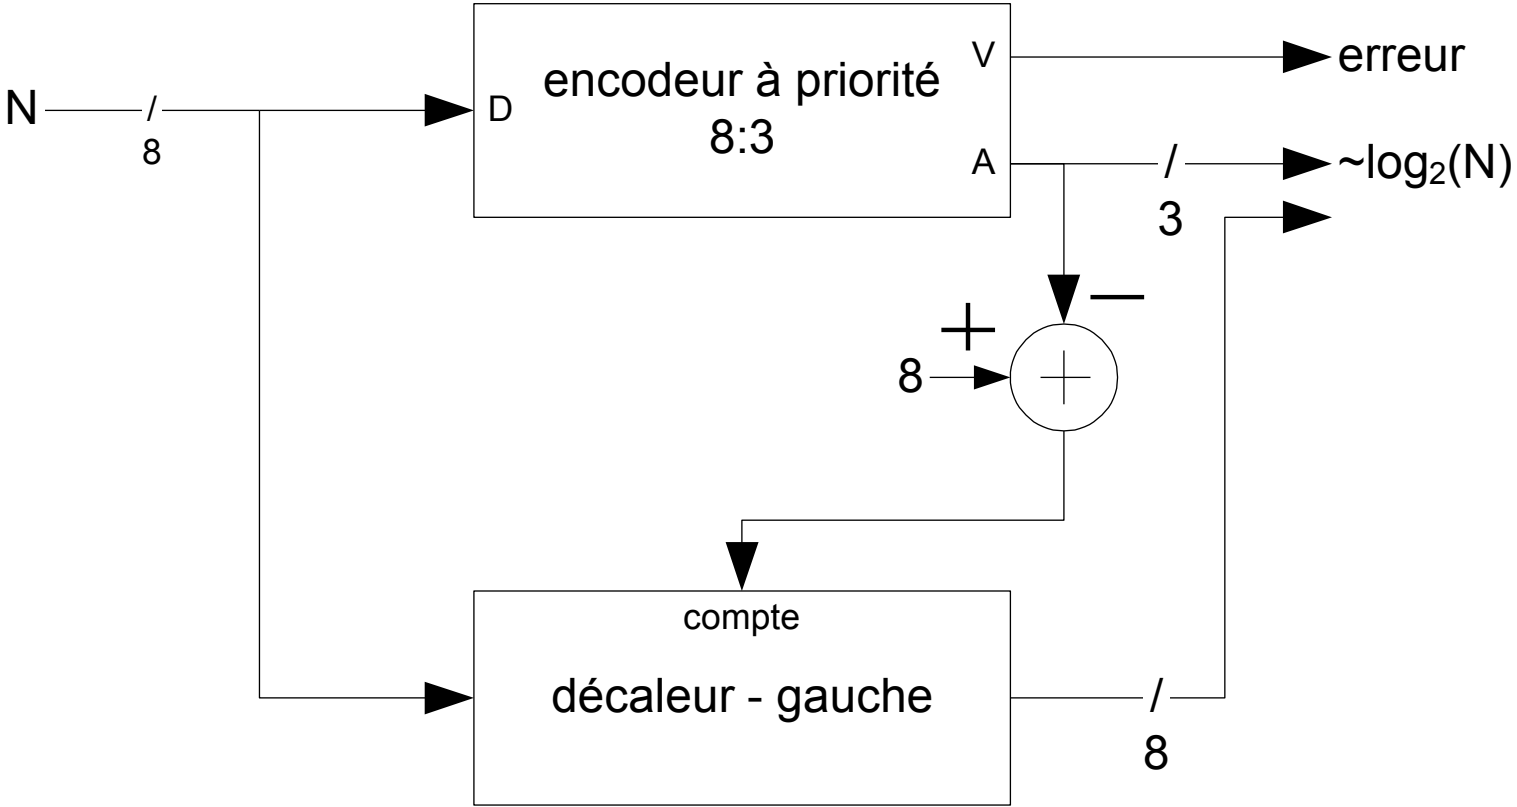 V
erreur
encodeur à priorité
8:3
N
/
8
D
A
/
3
~log₂(N)
−
+
8
+
compte
décaleur - gauche
/
8